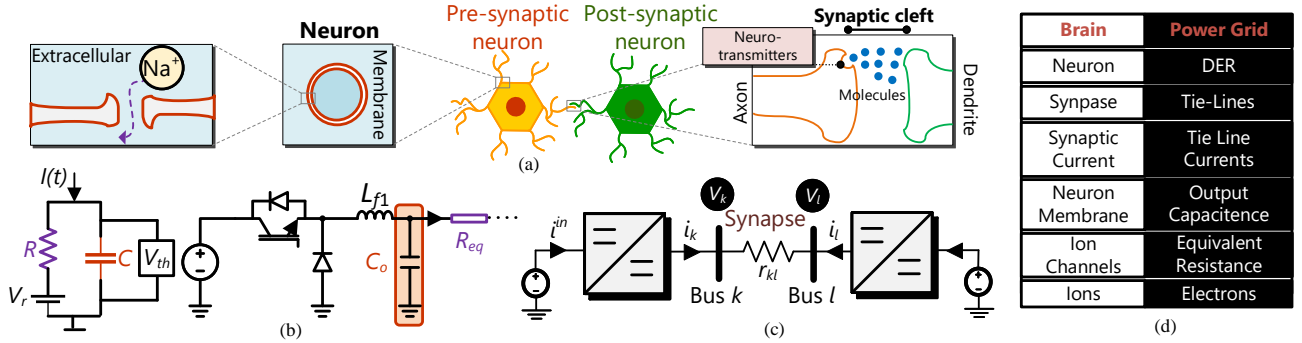 Neuron
Pre-synaptic
neuron
Post-synaptic
neuron
Synaptic cleft
Extracellular
Na+
Membrane
Neuro-
transmitters
Molecules
Axon
Dendrite
(a)
I(t)
R
C
Vth
Vr
Lf1
Co
Req
(b)
i^in
ik
Vk
Synapse
Vl
il
rkl
Bus k
Bus l
(c)
Brain Power Grid
Neuron DER
Synpase Tie-Lines
Synaptic Tie Line
Current Currents
Neuron Output
Membrane Capacitence
Ion Equivalent
Channels Resistance
Ions Electrons
(d)